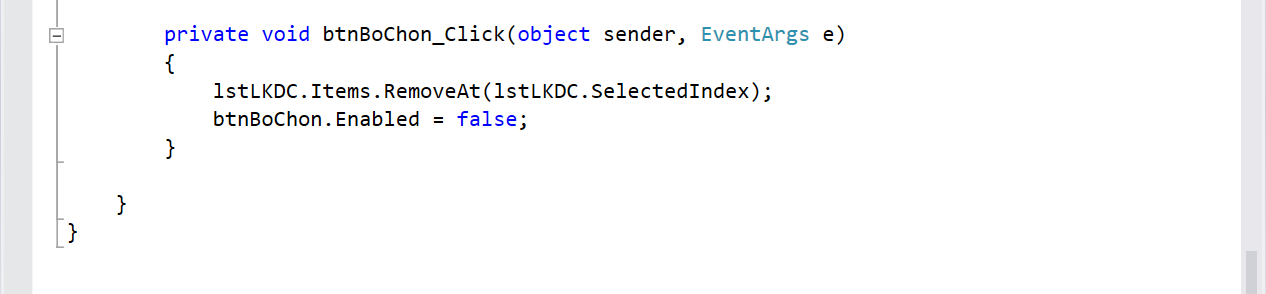 private void btnBoChon_Click(object sender, EventArgs e)
{
lstLKDC.Items.RemoveAt(lstLKDC.SelectedIndex);
btnBoChon.Enabled = false;
}
}
}